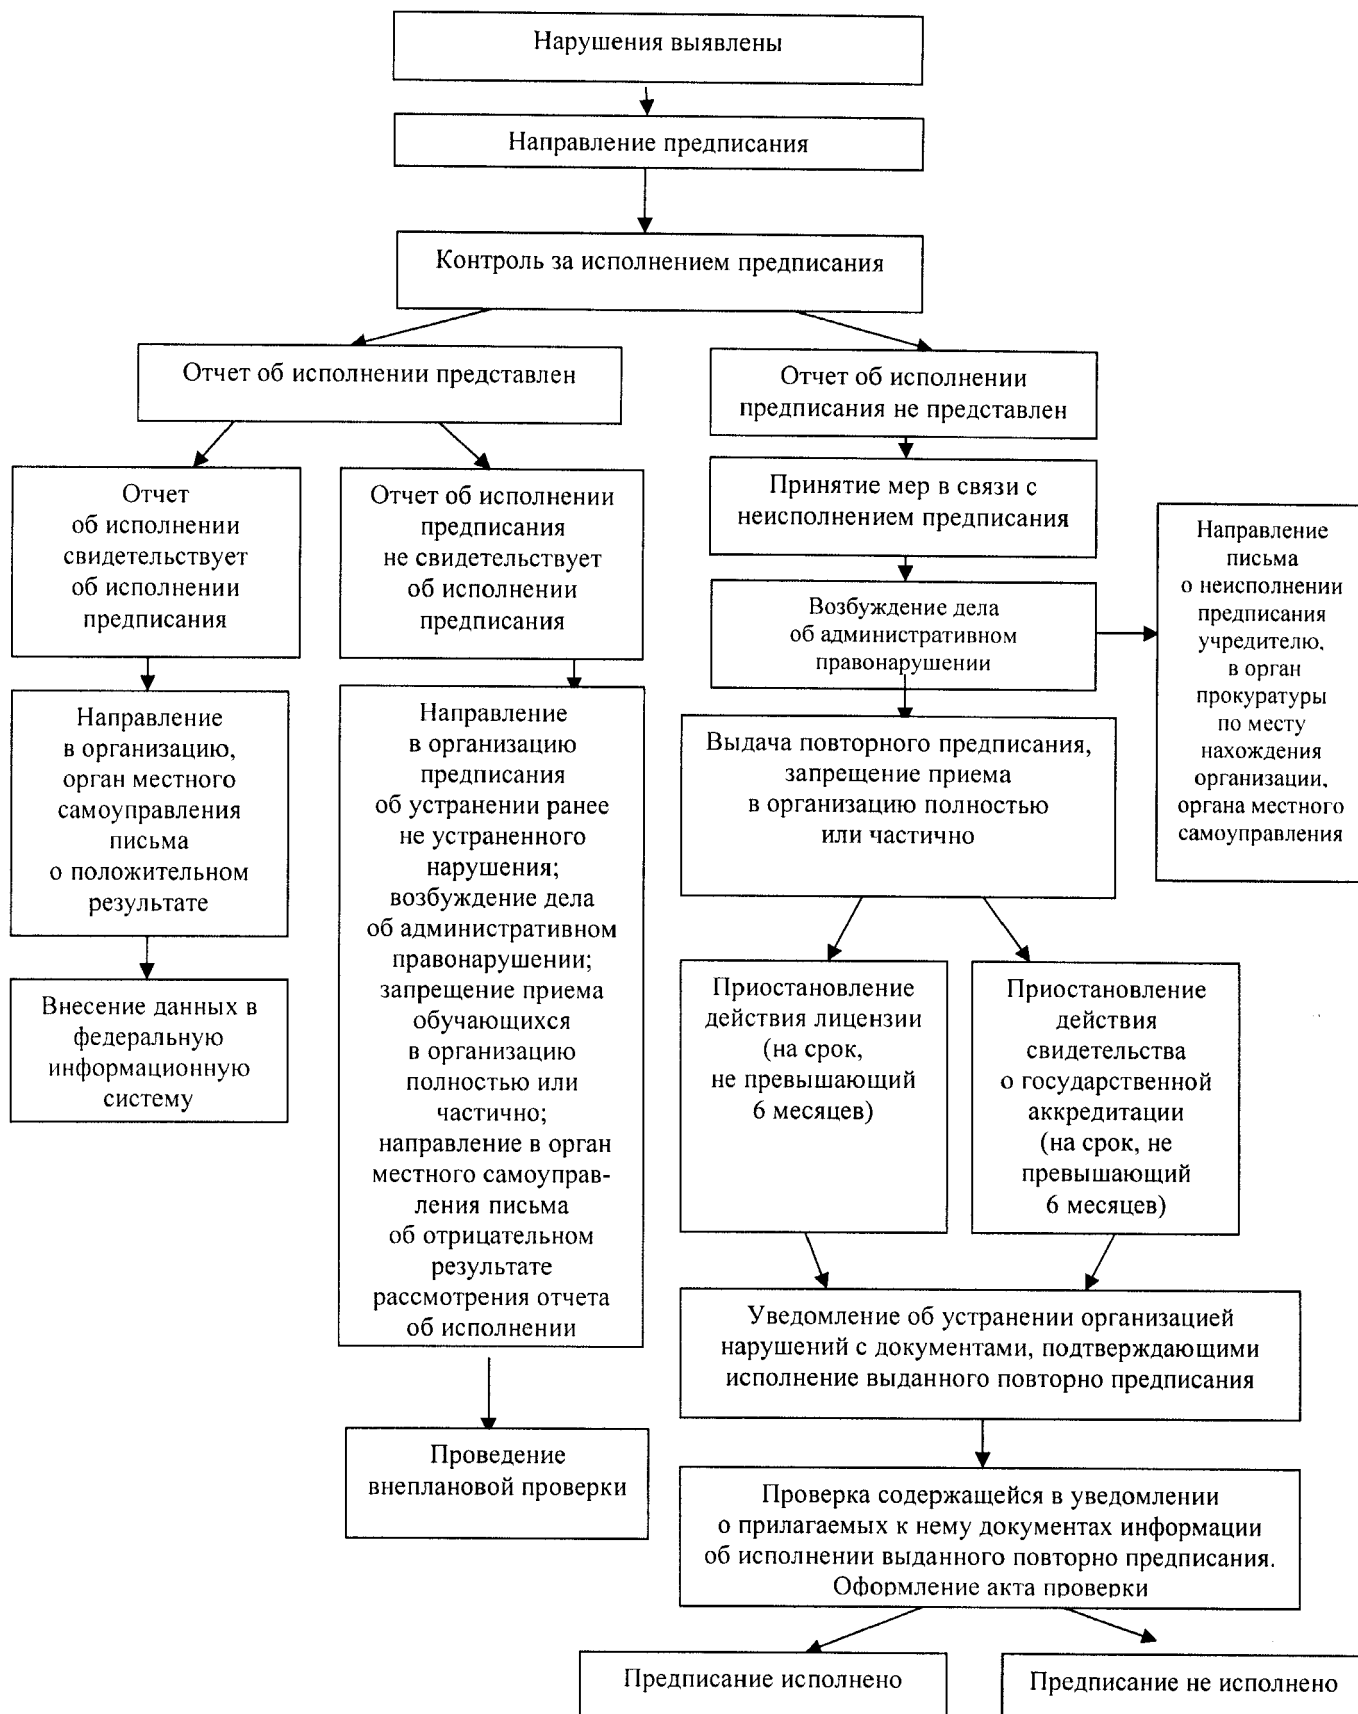 Нарушения выявлены
Направление предписания
Контроль за исполнением предписания
Отчет об исполнении представлен
Отчет об исполнении
предписания не представлен
Отчет
об исполнении
свидетельствует
об исполнении
предписания
Отчет об исполнении
предписания
не свидетельствует
об исполнении
предписания
Принятие мер в связи с
неисполнением предписания
Направление
письма
о неисполнении
предписания
учредителю,
в орган
прокуратуры
по месту
нахождения
организации,
органа местного
самоуправления
Возбуждение дела
об административном
правонарушении
Направление
в организацию,
орган местного
самоуправления
письма
о положительном
результате
Направление
в организацию
предписания
об устранении ранее
не устраненного
нарушения;
возбуждение дела
об административном
правонарушении;
запрещение приема
обучающихся
в организацию
полностью или
частично;
направление в орган
местного самоуправ-
ления письма
об отрицательном
результате
рассмотрения отчета
об исполнении
Выдача повторного предписания,
запрещение приема
в организацию полностью
или частично
Внесение данных в
федеральную
информационную
систему
Приостановление
действия лицензии
(на срок,
не превышающий
6 месяцев)
Приостановление
действия
свидетельства
о государственной
аккредитации
(на срок, не
превышающий
6 месяцев)
Уведомление об устранении организацией
нарушений с документами, подтверждающими
исполнение выданного повторно предписания
Проведение
внеплановой проверки
Проверка содержащейся в уведомлении
о прилагаемых к нему документах информации
об исполнении выданного повторно предписания.
Оформление акта проверки
Предписание исполнено
Предписание не исполнено